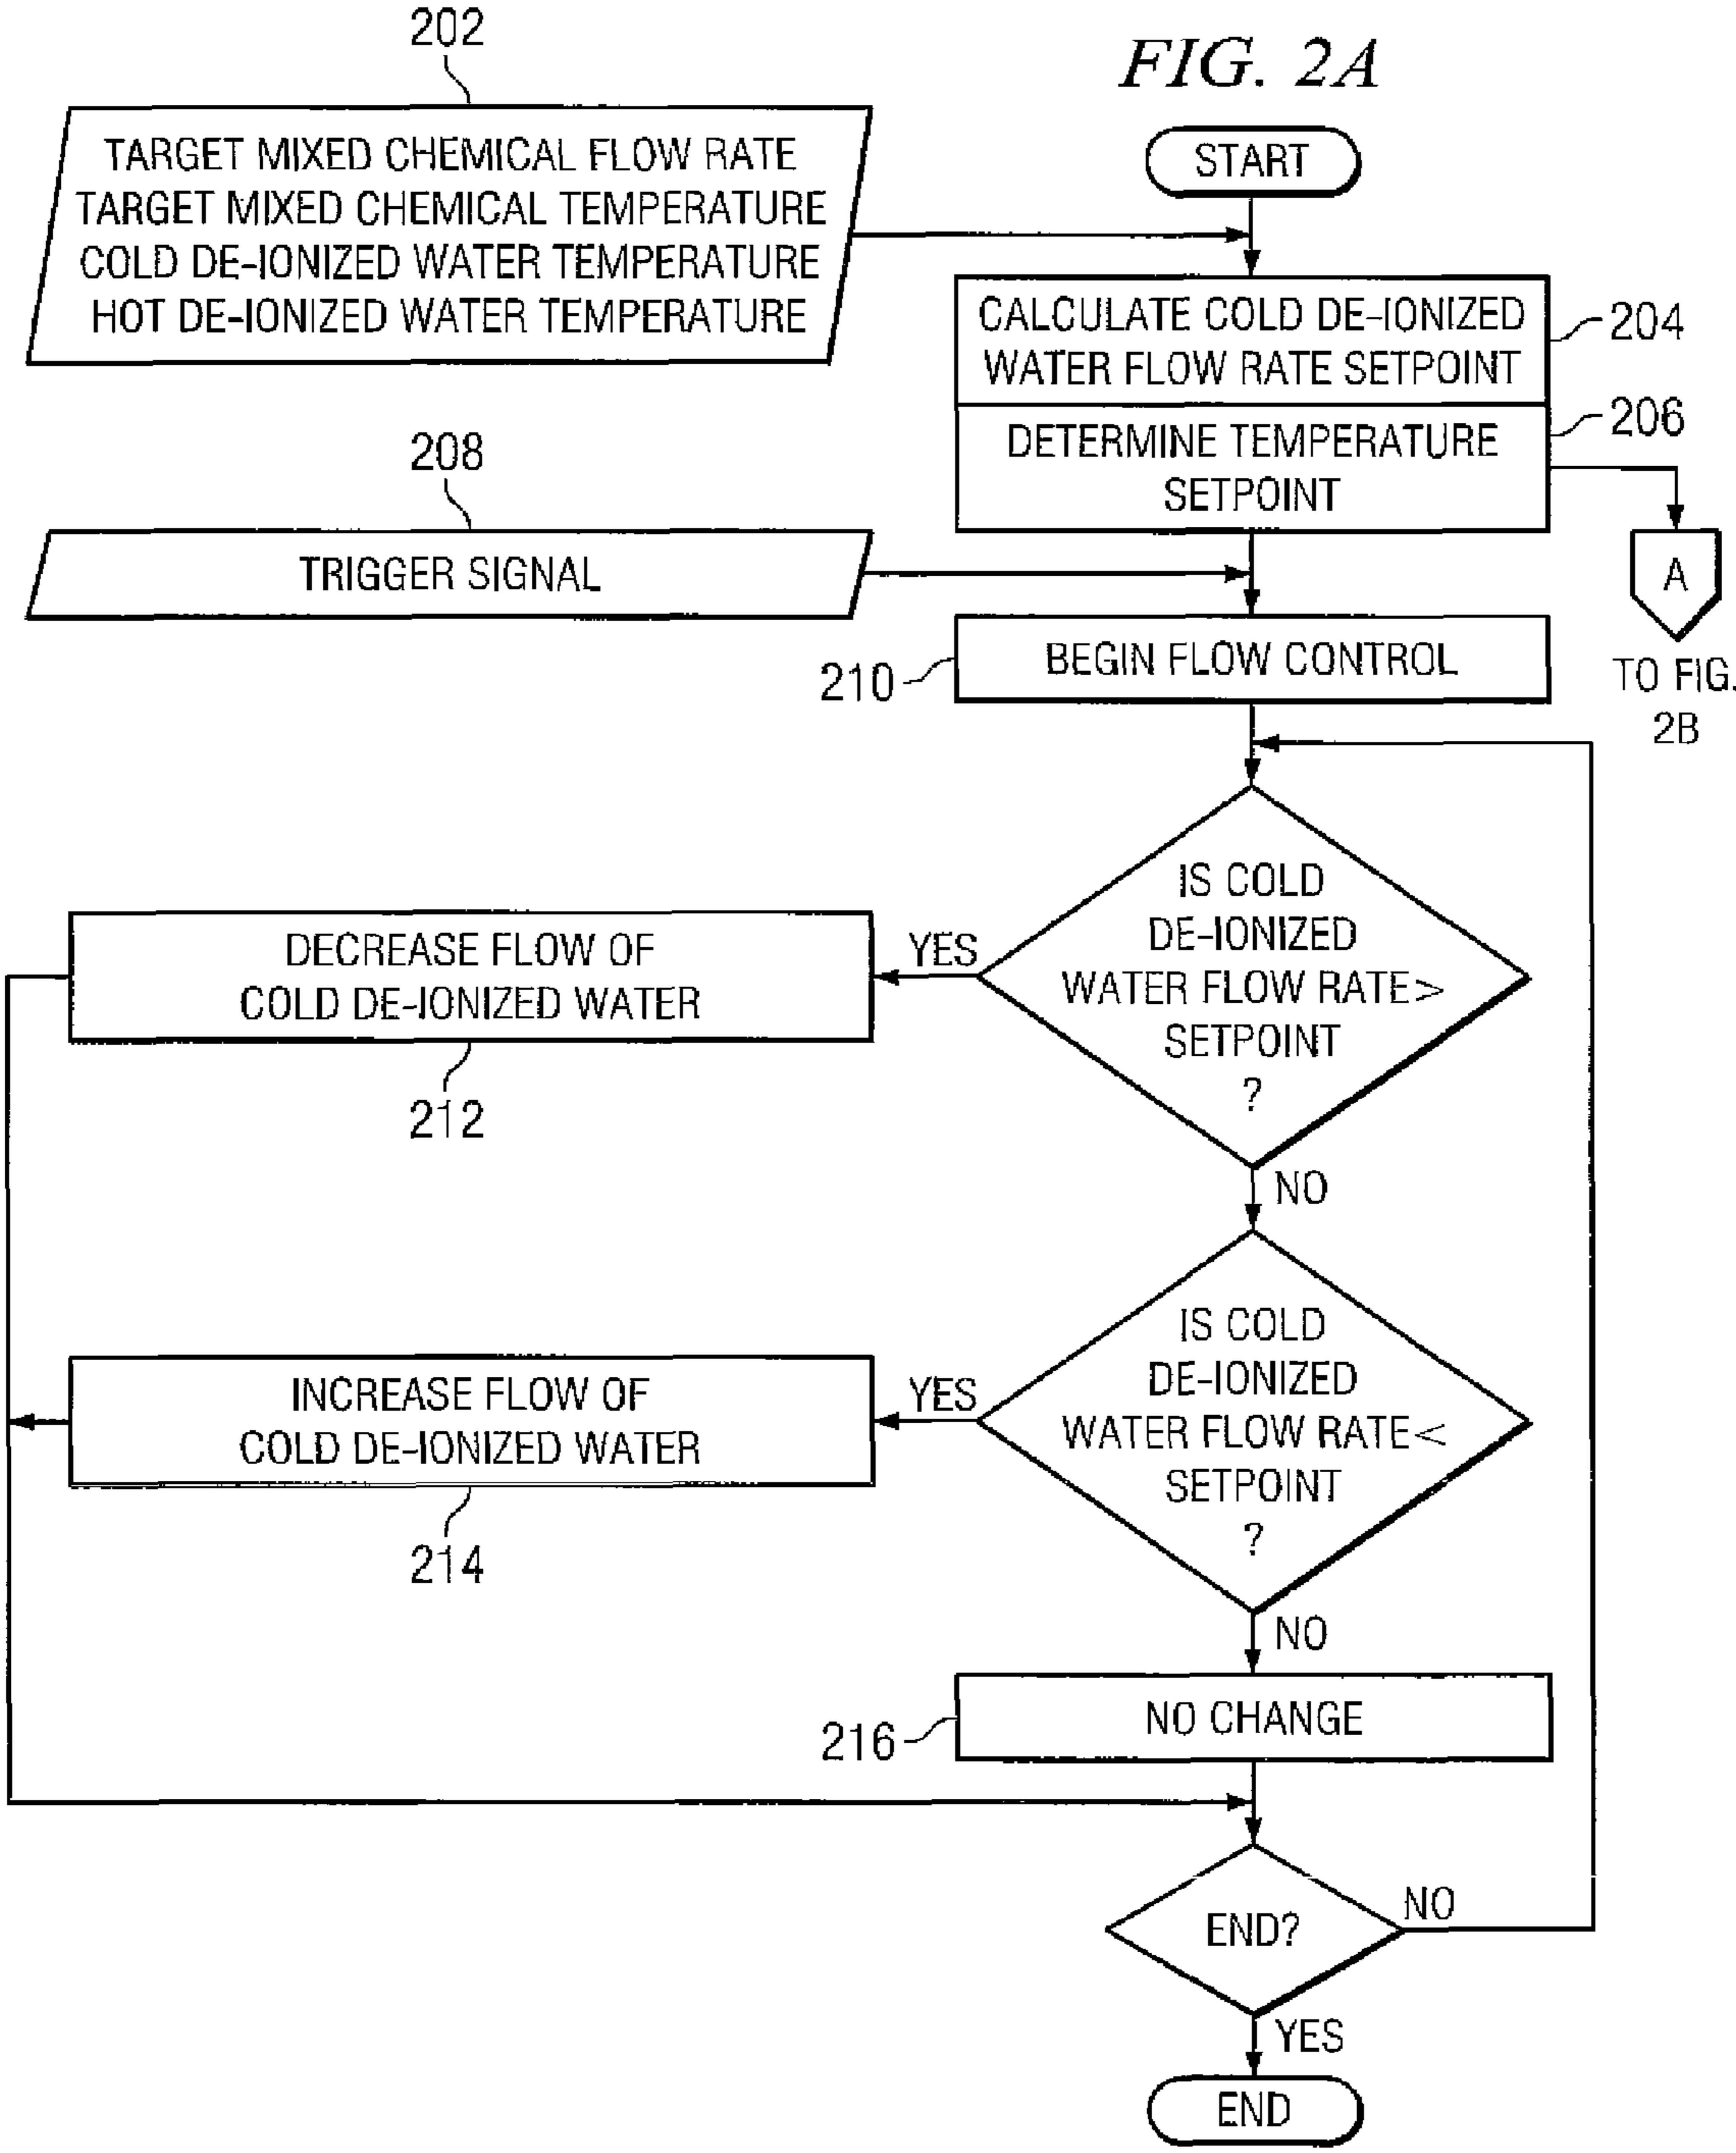 FIG. 2A
202
TARGET MIXED CHEMICAL FLOW RATE
TARGET MIXED CHEMICAL TEMPERATURE
COLD DE-IONIZED WATER TEMPERATURE
HOT DE-IONIZED WATER TEMPERATURE
START
CALCULATE COLD DE-IONIZED
WATER FLOW RATE SETPOINT
204
DETERMINE TEMPERATURE
SETPOINT
206
208
TRIGGER SIGNAL
A
TO FIG.
2B
BEGIN FLOW CONTROL
210
IS COLD
DE-IONIZED
WATER FLOW RATE>
SETPOINT
?
YES
DECREASE FLOW OF
COLD DE-IONIZED WATER
212
NO
IS COLD
DE-IONIZED
WATER FLOW RATE<
SETPOINT
?
YES
INCREASE FLOW OF
COLD DE-IONIZED WATER
214
NO
NO CHANGE
216
END?
NO
YES
END